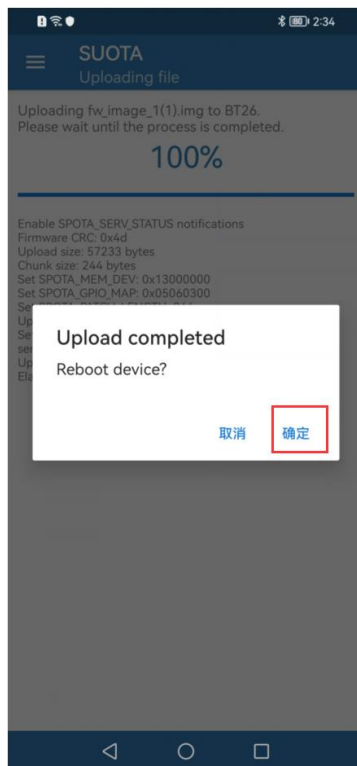 80 2:34
SUOTA
Uploading file
Uploading fw_image_1(1).img to BT26.
Please wait until the process is completed.
100%
Enable SPOTA_SERV_STATUS notifications
Firmware CRC: 0x4d
Upload size: 57233 bytes
Chunk size: 244 bytes
Set SPOTA_MEM_DEV: 0x13000000
Set SPOTA_GPIO_MAP: 0x05060300
Upload completed
Reboot device?
取消 确定